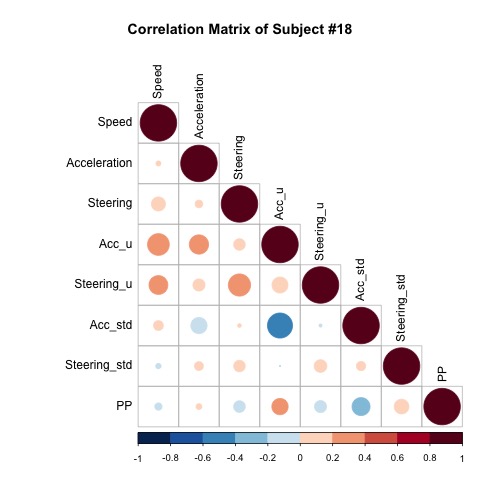 Correlation Matrix of Subject #18
Speed
Acceleration
Steering
Acc_u
Steering_u
Acc_std
Steering_std
PP
Speed
Acceleration
Steering
Acc_u
Steering_u
Acc_std
Steering_std
PP
-1 -0.8 -0.6 -0.4 -0.2 0 0.2 0.4 0.6 0.8 1